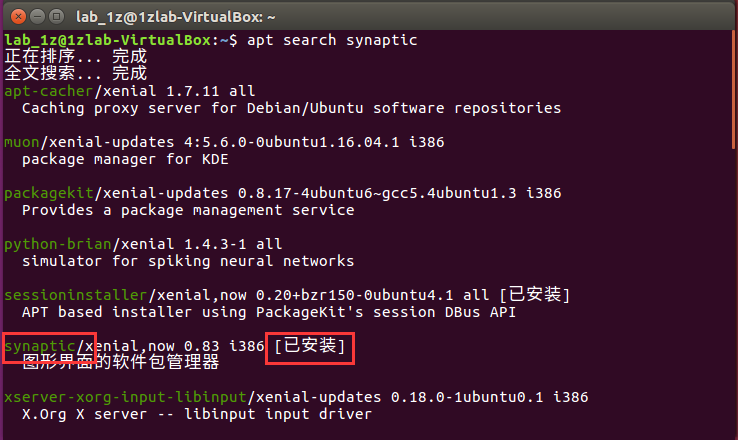 lab_1z@1zlab-VirtualBox: ~
lab_1z@1zlab-VirtualBox:~$ apt search synaptic
正在排序... 完成
全文搜索... 完成
apt-cacher/xenial 1.7.11 all
Caching proxy server for Debian/Ubuntu software repositories
muon/xenial-updates 4:5.6.0-0ubuntu1.16.04.1 i386
package manager for KDE
packagekit/xenial-updates 0.8.17-4ubuntu6~gcc5.4ubuntu1.3 i386
Provides a package management service
python-brian/xenial 1.4.3-1 all
simulator for spiking neural networks
sessioninstaller/xenial,now 0.20+bzr150-0ubuntu4.1 all [已安装]
APT based installer using PackageKit's session DBus API
synaptic/xenial,now 0.83 i386 [已安装]
图形界面的软件包管理器
xserver-xorg-input-libinput/xenial-updates 0.18.0-1ubuntu0.1 i386
X.Org X server -- libinput input driver